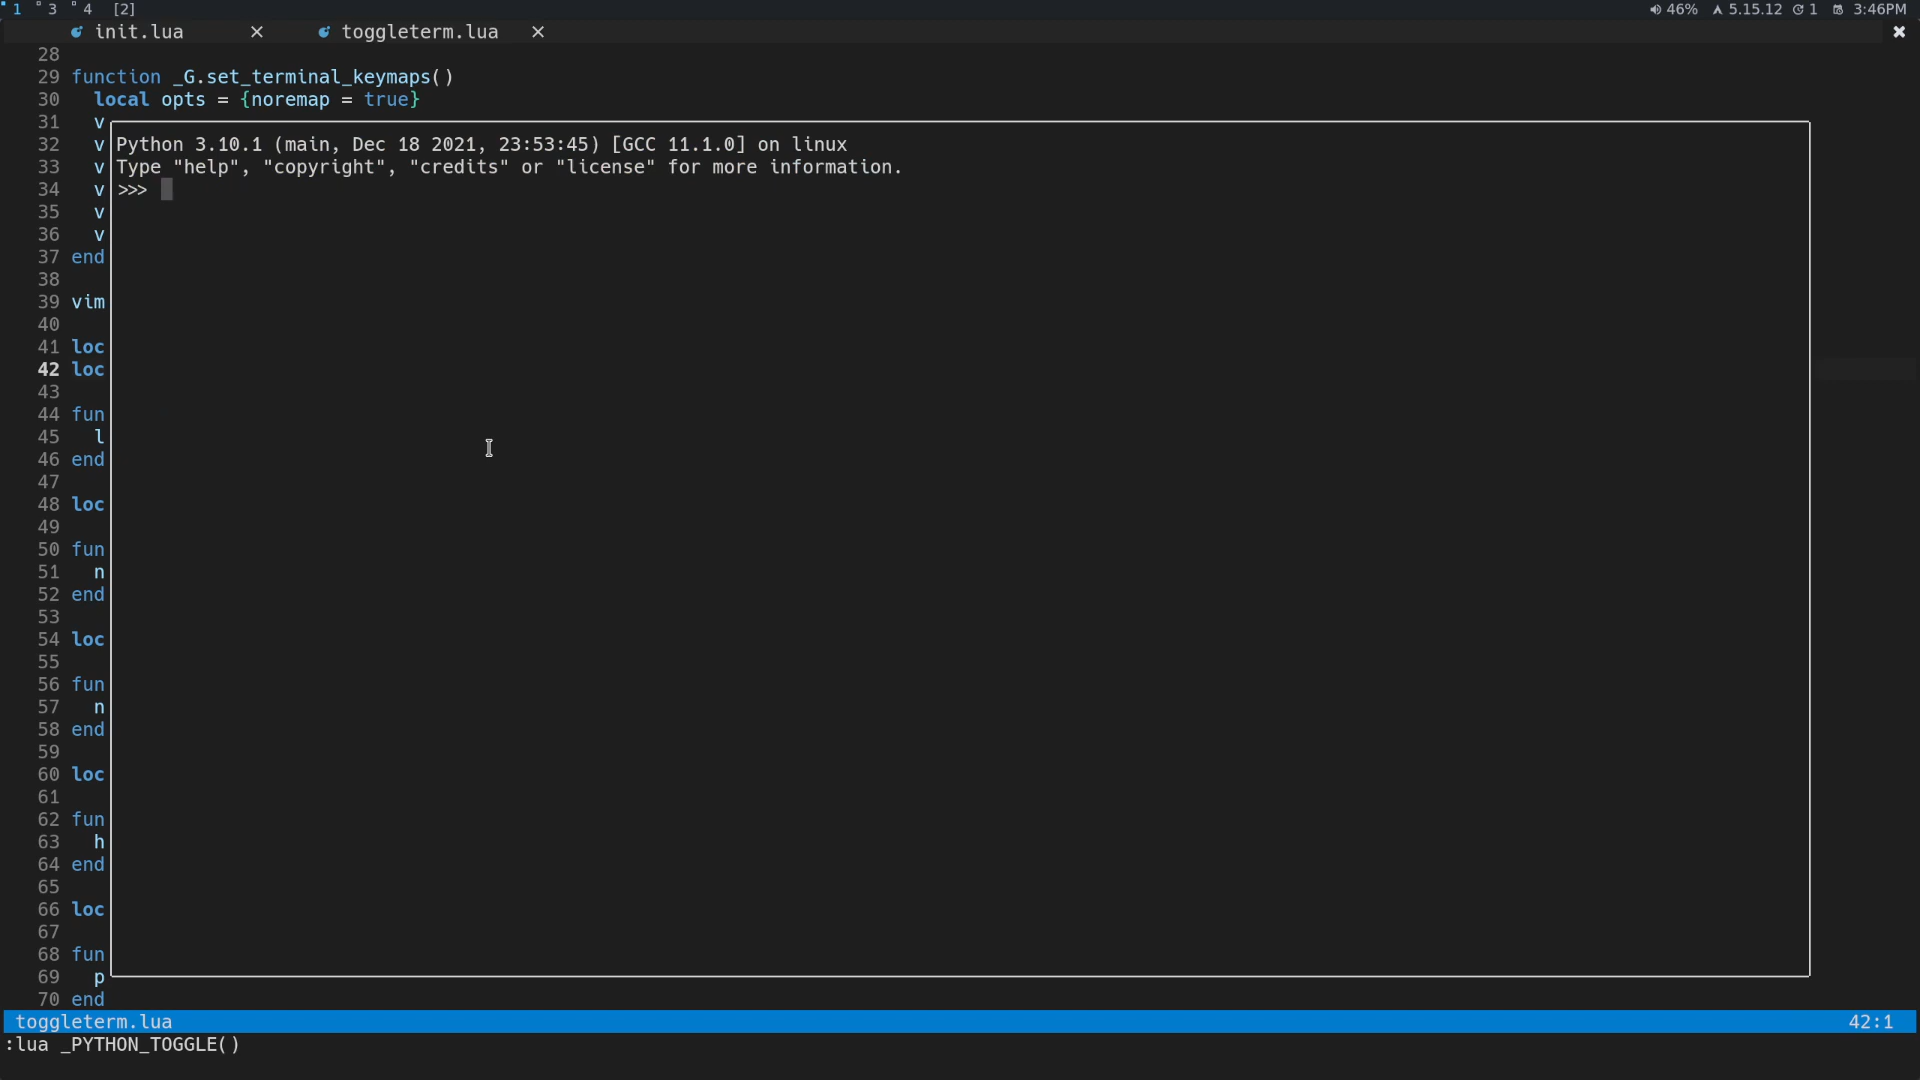 1 3 4 [2] 46% 5.15.12 1 3:46PM
init.lua toggleterm.lua
28
29 function _G.set_terminal_keymaps()
30 local opts = {noremap = true}
31 v
32 v Python 3.10.1 (main, Dec 18 2021, 23:53:45) [GCC 11.1.0] on linux
33 v Type "help", "copyright", "credits" or "license" for more information.
34 v >>>
35 v
36 v
37 end
38
39 vim
40
41 loc
42 loc
43
44 fun
45 l
46 end
47
48 loc
49
50 fun
51 n
52 end
53
54 loc
55
56 fun
57 n
58 end
59
60 loc
61
62 fun
63 h
64 end
65
66 loc
67
68 fun
69 p
70 end
toggleterm.lua 42:1
:lua _PYTHON_TOGGLE()